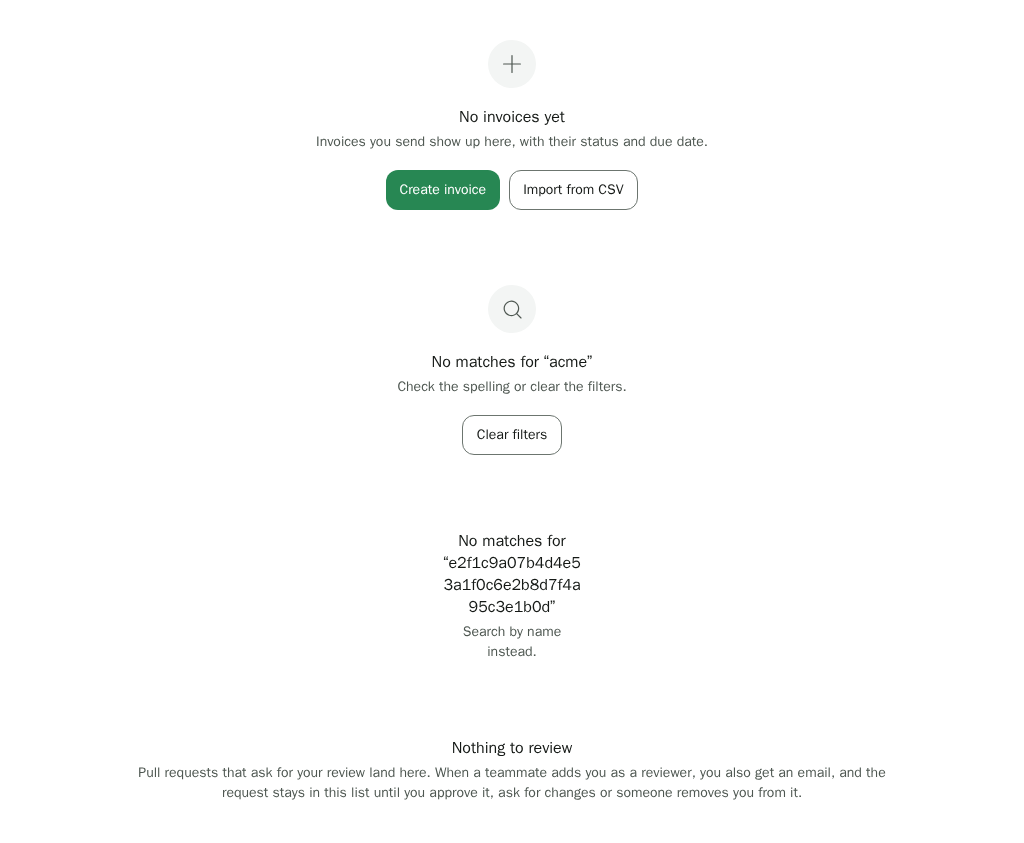 No invoices yet
Invoices you send show up here, with their status and due date.
Create invoice
Import from CSV
No matches for “acme”
Check the spelling or clear the filters.
Clear filters
No matches for
“e2f1c9a07b4d4e5
3a1f0c6e2b8d7f4a
95c3e1b0d”
Search by name
instead.
Nothing to review
Pull requests that ask for your review land here. When a teammate adds you as a reviewer, you also get an email, and the
request stays in this list until you approve it, ask for changes or someone removes you from it.